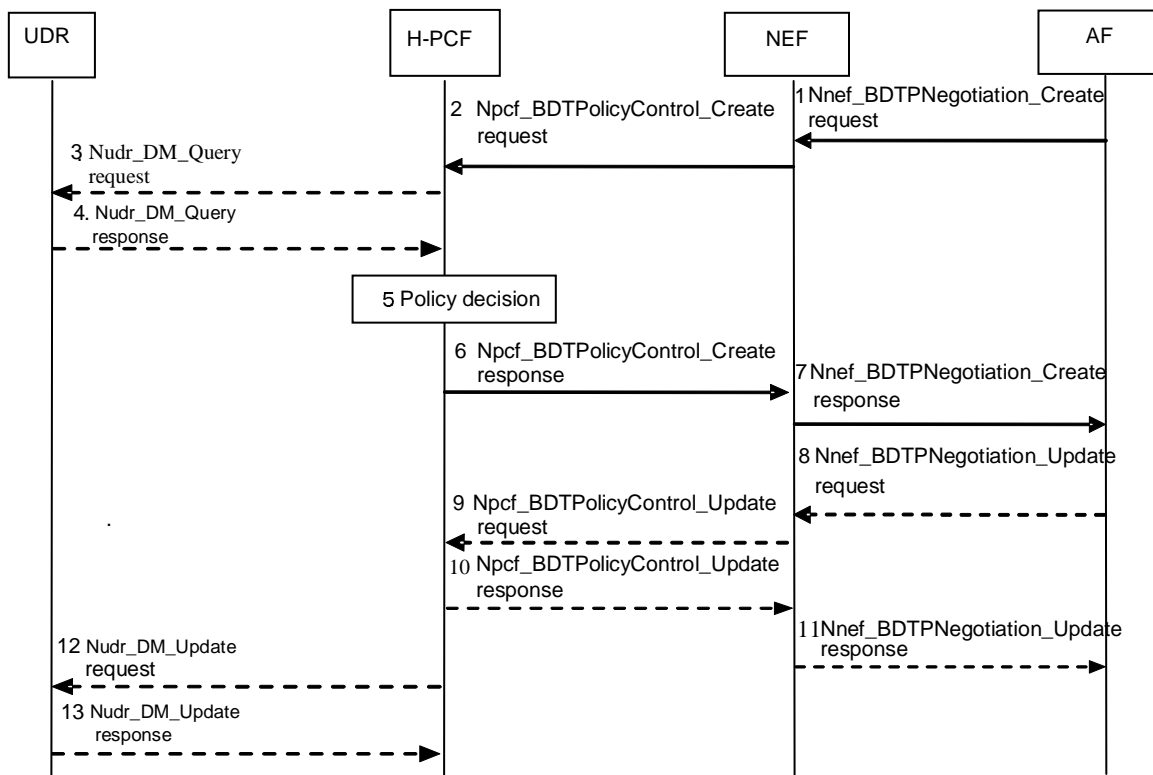 UDR
H-PCF
NEF
AF
1 Nnef_BDTPNegotiation_Create
request
2 Npcf_BDTPolicyControl_Create
request
3 Nudr_DM_Query
request
4. Nudr_DM_Query
response
5 Policy decision
6 Npcf_BDTPolicyControl_Create
response
7 Nnef_BDTPNegotiation_Create
response
8 Nnef_BDTPNegotiation_Update
request
9 Npcf_BDTPolicyControl_Update
request
.
10 Npcf_BDTPolicyControl_Update
response
11 Nnef_BDTPNegotiation_Update
response
12 Nudr_DM_Update
request
13 Nudr_DM_Update
response